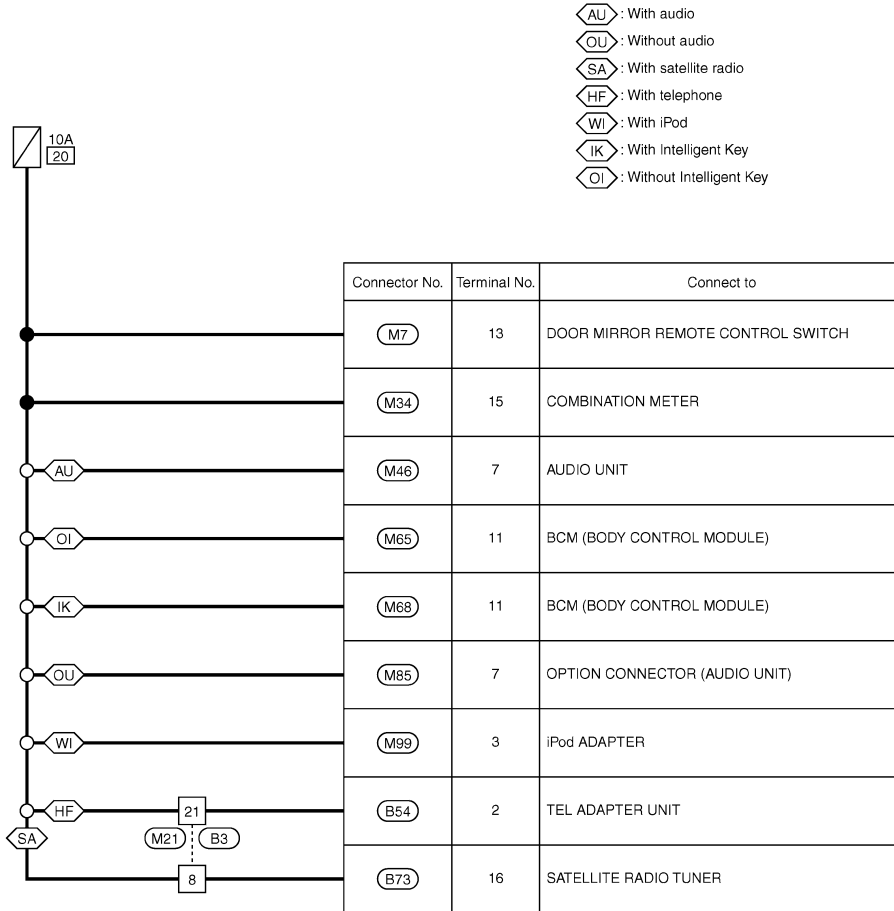 AU : With audio
OU : Without audio
SA : With satellite radio
HF : With telephone
WI : With iPod
IK : With Intelligent Key
OI : Without Intelligent Key
10A
20
Connector No. Terminal No. Connect to
M7 13 DOOR MIRROR REMOTE CONTROL SWITCH
M34 15 COMBINATION METER
AU M46 7 AUDIO UNIT
OI M65 11 BCM (BODY CONTROL MODULE)
IK M68 11 BCM (BODY CONTROL MODULE)
OU M85 7 OPTION CONNECTOR (AUDIO UNIT)
WI M99 3 iPod ADAPTER
HF 21 B54 2 TEL ADAPTER UNIT
SA M21 B3
8 B73 16 SATELLITE RADIO TUNER